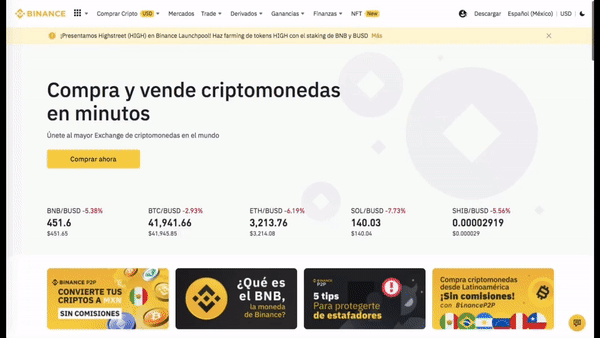 BINANCE
Comprar Cripto USD Mercados Trade Derivados Ganancias Finanzas NFT New Descargar Español (México) USD
¡Presentamos Highstreet (HIGH) en Binance Launchpool! Haz farming de tokens HIGH con el staking de BNB y BUSD Más
Compra y vende criptomonedas
en minutos
Únete al mayor Exchange de criptomonedas en el mundo
Comprar ahora
BNB/BUSD -5.38% BTC/BUSD -2.93% ETH/BUSD -6.19% SOL/BUSD -7.73% SHIB/BUSD -5.56%
451.6 41,941.66 3,213.76 140.03 0.00002919
$451.65 $41,945.85 $3,214.08 $140.04 $0.000029
BINANCE P2P
CONVIERTE TUS
CRIPTOS A MXN
SIN COMISIONES
¿Qué es
el BNB,
la moneda
de Binance?
BINANCE
P2P
5 tips
Para protegerte
de estafadores
Compra criptomonedas
desde Latinoamérica
¡Sin comisiones!
con #BinanceP2P